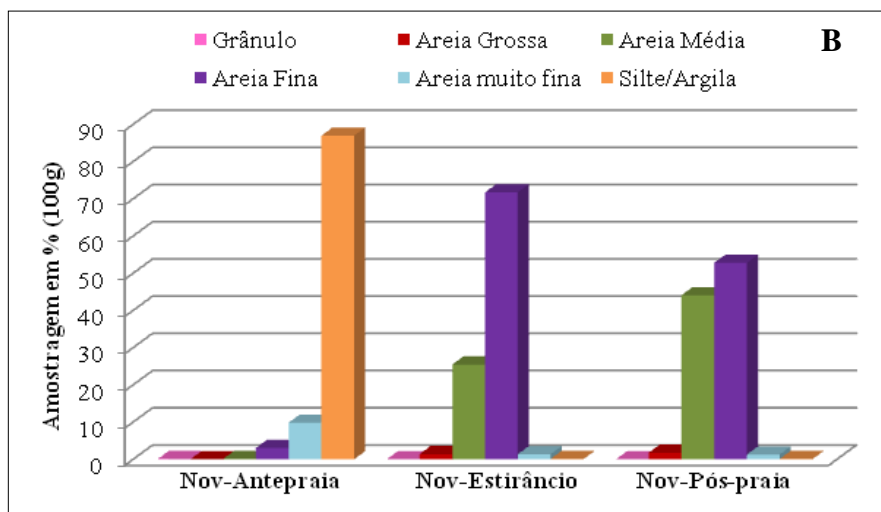 Grânulo Areia Grossa Areia Média B
Areia Fina Areia muito fina Silte/Argila
Amostragem em % (100g)
90
80
70
60
50
40
30
20
10
0
Nov-Antepraia Nov-Estirâncio Nov-Pós-praia